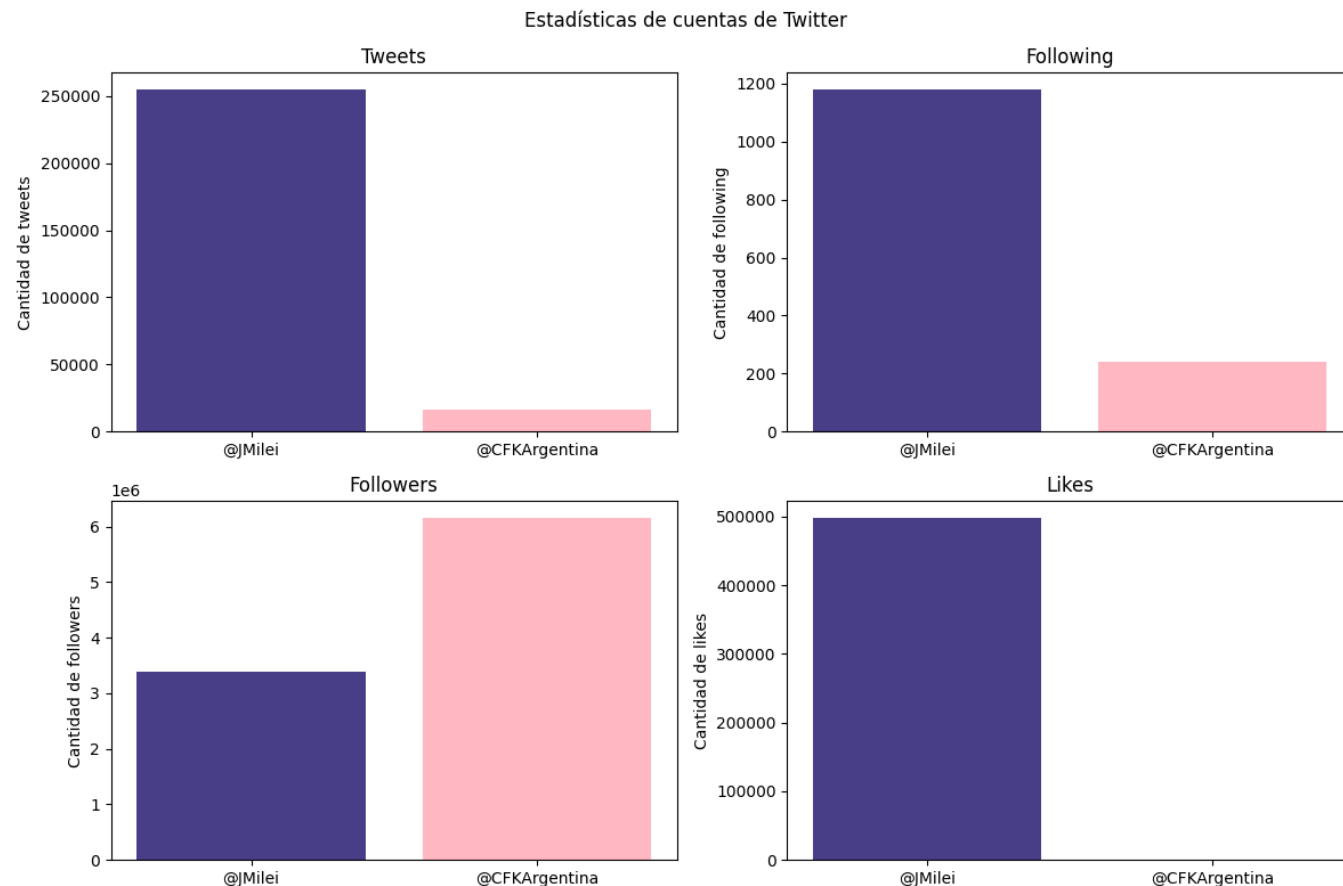 Estadísticas de cuentas de Twitter
Tweets
Cantidad de tweets
250000
200000
150000
100000
50000
0
@JMilei
@CFKArgentina
Following
Cantidad de following
1200
1000
800
600
400
200
0
@JMilei
@CFKArgentina
Followers
1e6
Cantidad de followers
6
5
4
3
2
1
0
@JMilei
@CFKArgentina
Likes
Cantidad de likes
500000
400000
300000
200000
100000
0
@JMilei
@CFKArgentina